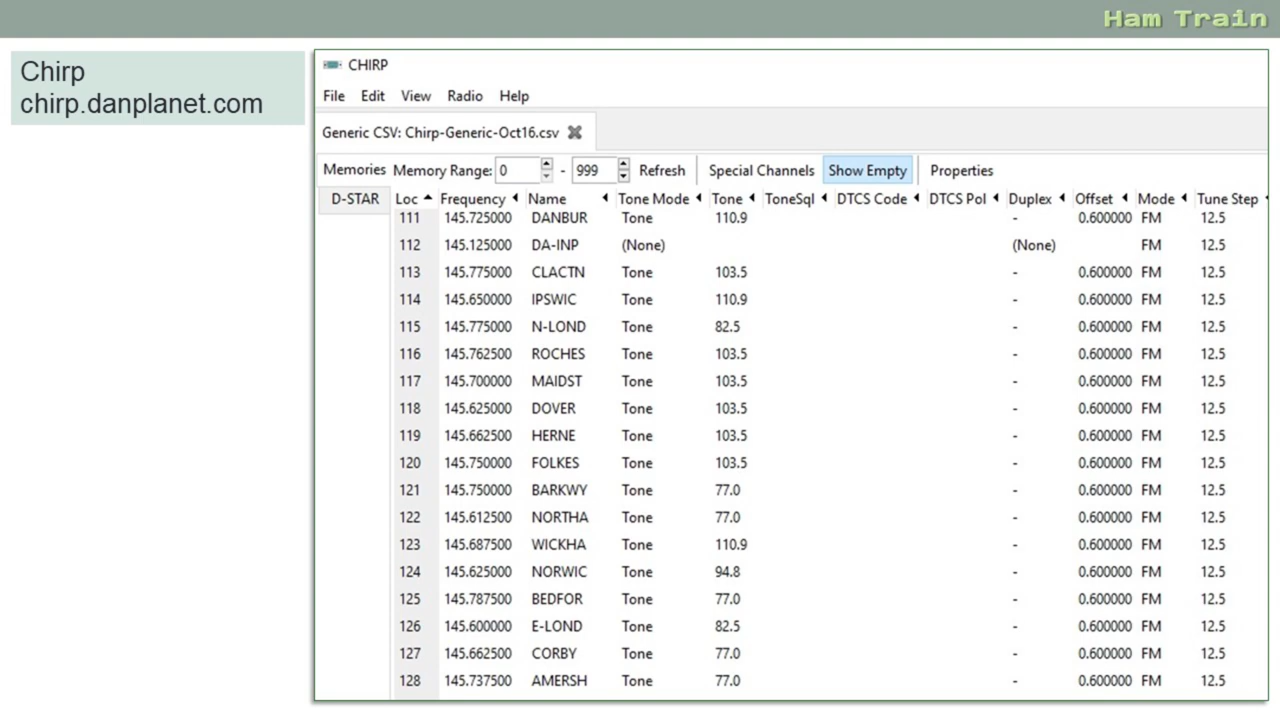 Ham Train
Chirp
chirp.danplanet.com
CHIRP
File Edit View Radio Help
Generic CSV: Chirp-Generic-Oct16.csv
Memories Memory Range: 0 - 999 Refresh Special Channels Show Empty Properties
D-STAR Loc Frequency Name Tone Mode Tone ToneSql DTCS Code DTCS Pol Duplex Offset Mode Tune Step
111 145.725000 DANBUR Tone 110.9 - 0.600000 FM 12.5
112 145.125000 DA-INP (None) (None) FM 12.5
113 145.775000 CLACTN Tone 103.5 - 0.600000 FM 12.5
114 145.650000 IPSWIC Tone 110.9 - 0.600000 FM 12.5
115 145.775000 N-LOND Tone 82.5 - 0.600000 FM 12.5
116 145.762500 ROCHES Tone 103.5 - 0.600000 FM 12.5
117 145.700000 MAIDST Tone 103.5 - 0.600000 FM 12.5
118 145.625000 DOVER Tone 103.5 - 0.600000 FM 12.5
119 145.662500 HERNE Tone 103.5 - 0.600000 FM 12.5
120 145.750000 FOLKES Tone 103.5 - 0.600000 FM 12.5
121 145.750000 BARKWY Tone 77.0 - 0.600000 FM 12.5
122 145.612500 NORTHA Tone 77.0 - 0.600000 FM 12.5
123 145.687500 WICKHA Tone 110.9 - 0.600000 FM 12.5
124 145.625000 NORWIC Tone 94.8 - 0.600000 FM 12.5
125 145.787500 BEDFOR Tone 77.0 - 0.600000 FM 12.5
126 145.600000 E-LOND Tone 82.5 - 0.600000 FM 12.5
127 145.662500 CORBY Tone 77.0 - 0.600000 FM 12.5
128 145.737500 AMERSH Tone 77.0 - 0.600000 FM 12.5